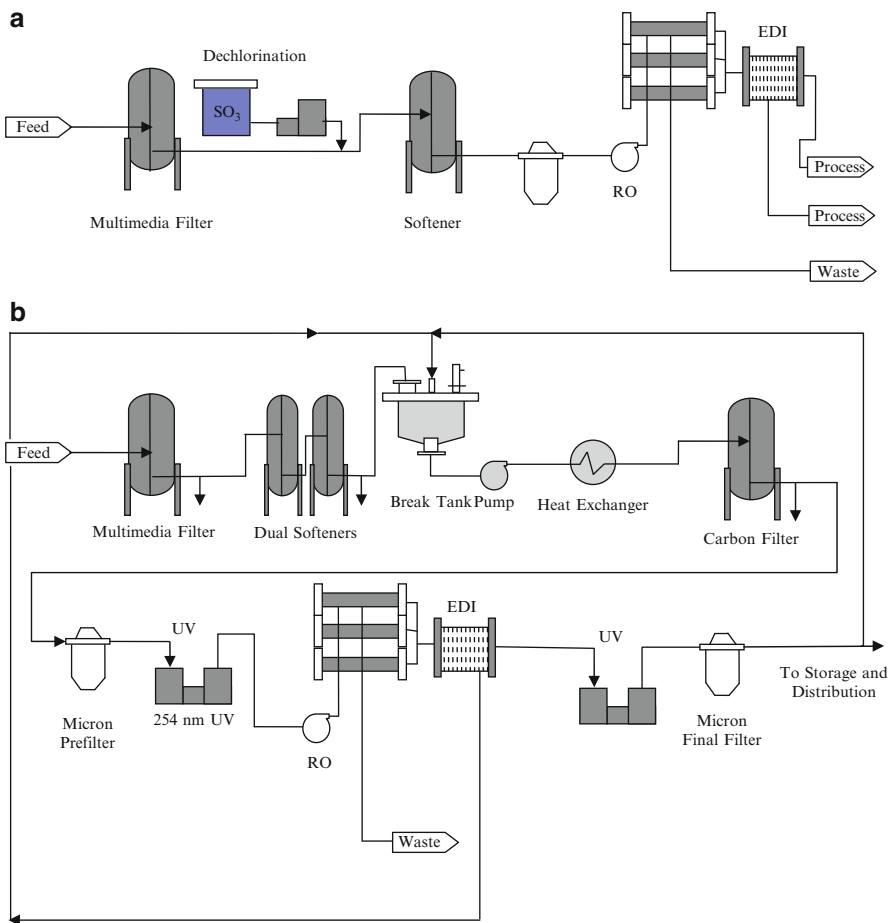 a
Dechlorination
EDI
SO3
Feed
Process
RO
Multimedia Filter
Softener
Process
Waste
b
Feed
Break Tank
Pump
Heat Exchanger
Multimedia Filter
Dual Softeners
Carbon Filter
UV
EDI
UV
To Storage and
Distribution
254 nm UV
Micron
Prefilter
Micron
Final Filter
RO
Waste